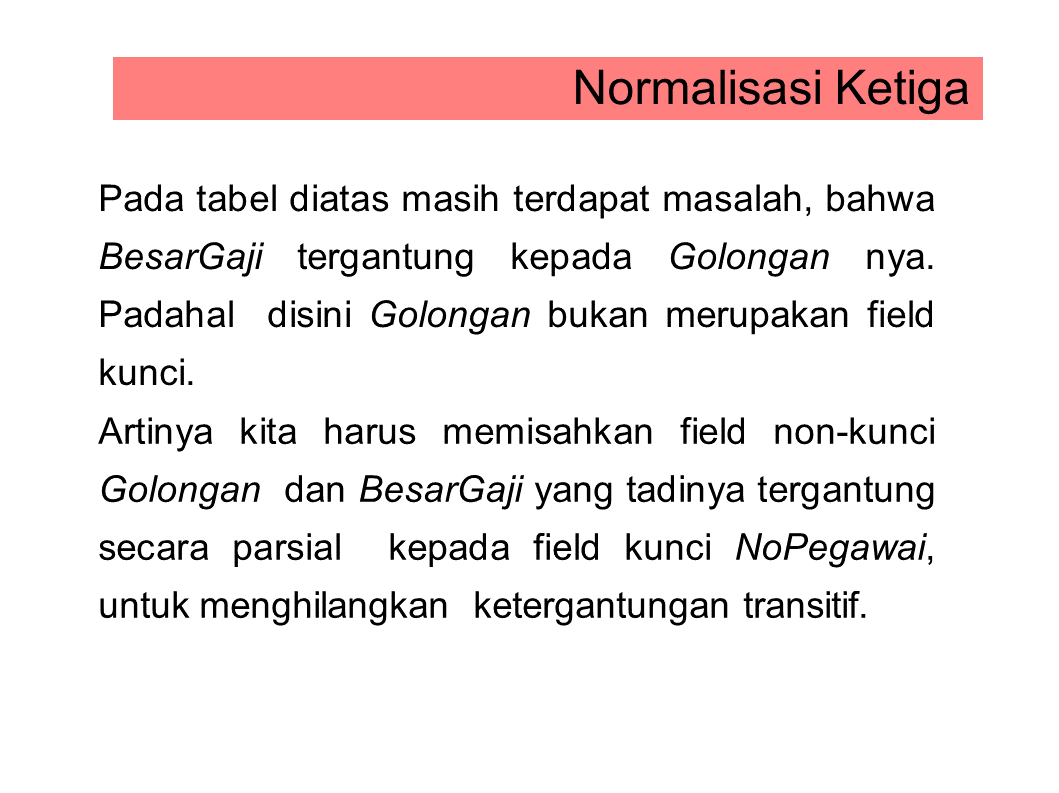 Normalisasi Ketiga
Pada tabel diatas masih terdapat masalah, bahwa
BesarGaji tergantung kepada Golongan nya.
Padahal disini Golongan bukan merupakan field
kunci.
Artinya kita harus memisahkan field non-kunci
Golongan dan BesarGaji yang tadinya tergantung
secara parsial kepada field kunci NoPegawai,
untuk menghilangkan ketergantungan transitif.